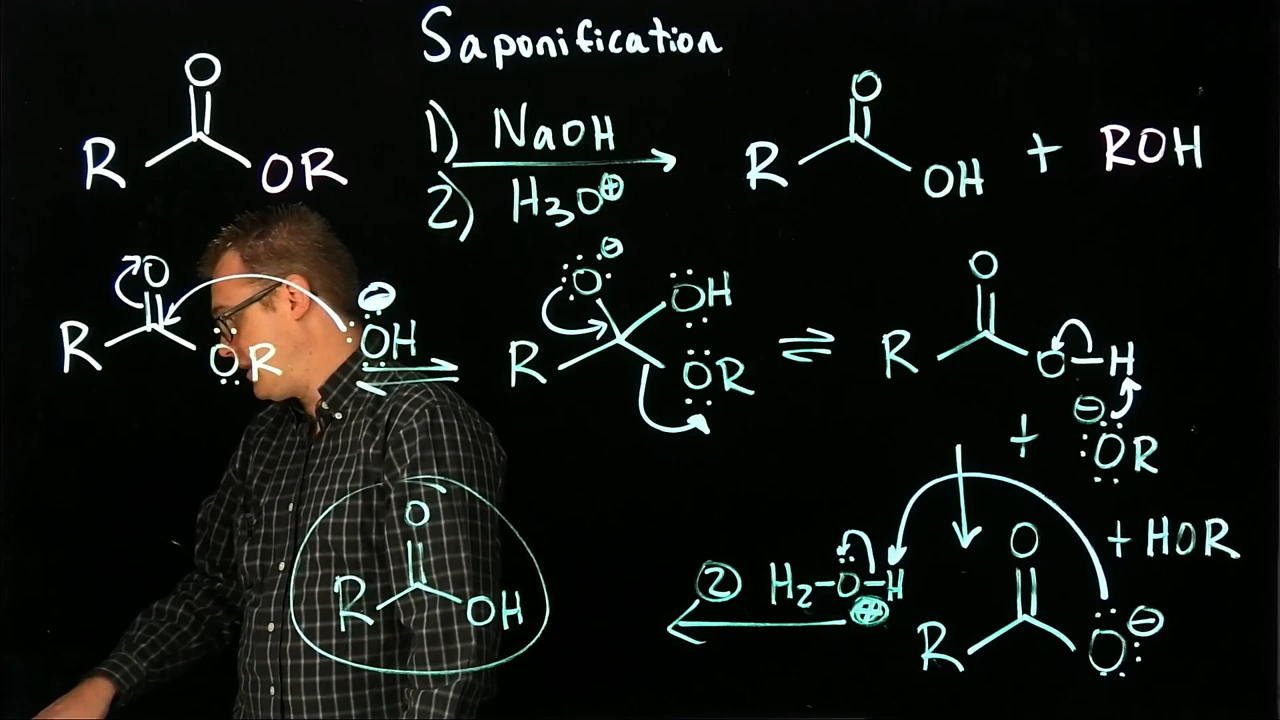 Saponification
O
1) NaOH
2) H3O⊕
R OR
O
R OH + ROH
O
R OR
⊖
OH
⊖
O
OH
R OR
O
R O–H
+ ⊖
OR
O
R OH
② H2–O–H
⊕
O + HOR
R O⊖